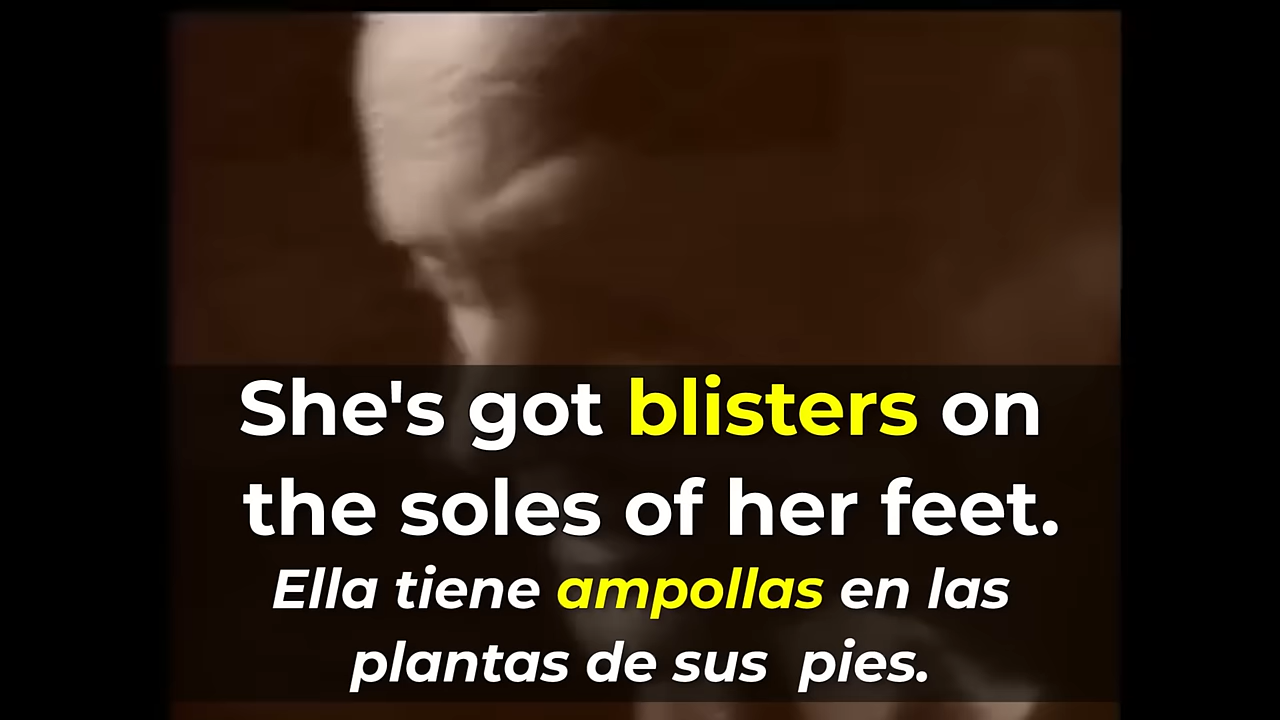 She's got blisters on
the soles of her feet.
Ella tiene ampollas en las
plantas de sus pies.